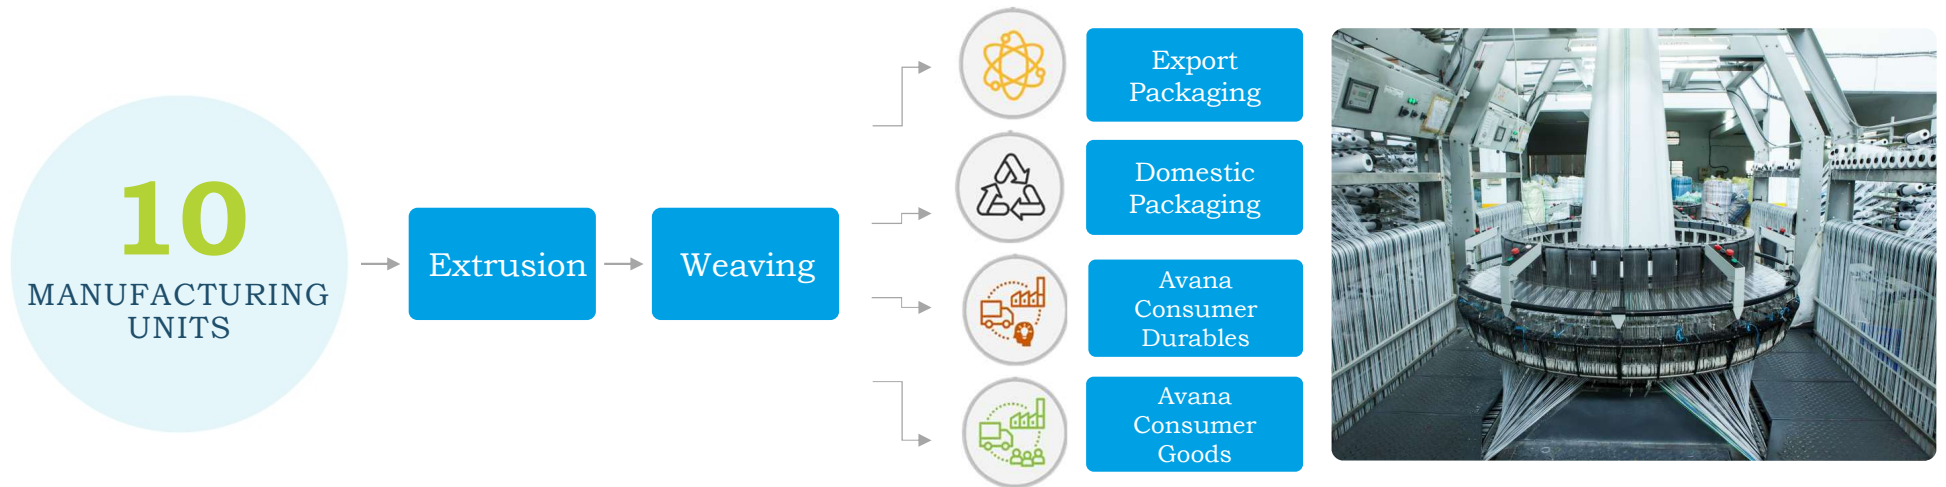 10
MANUFACTURING
UNITS
Extrusion
Weaving
Export
Packaging
Domestic
Packaging
Avana
Consumer
Durables
Avana
Consumer
Goods